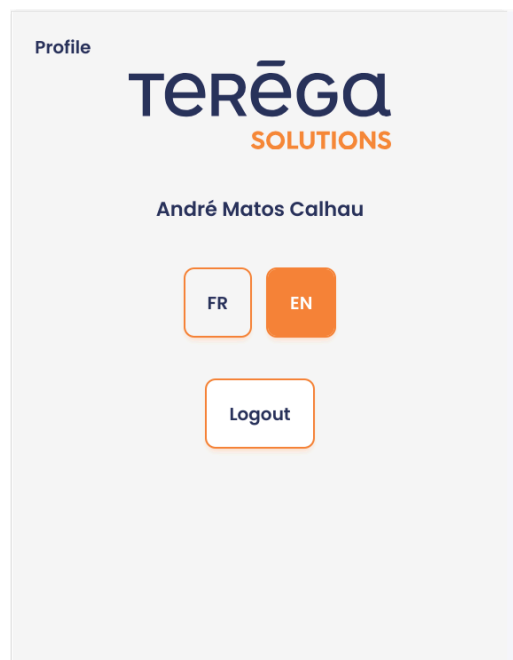 Profile
TERĒGA
SOLUTIONS
André Matos Calhau
FR
EN
Logout